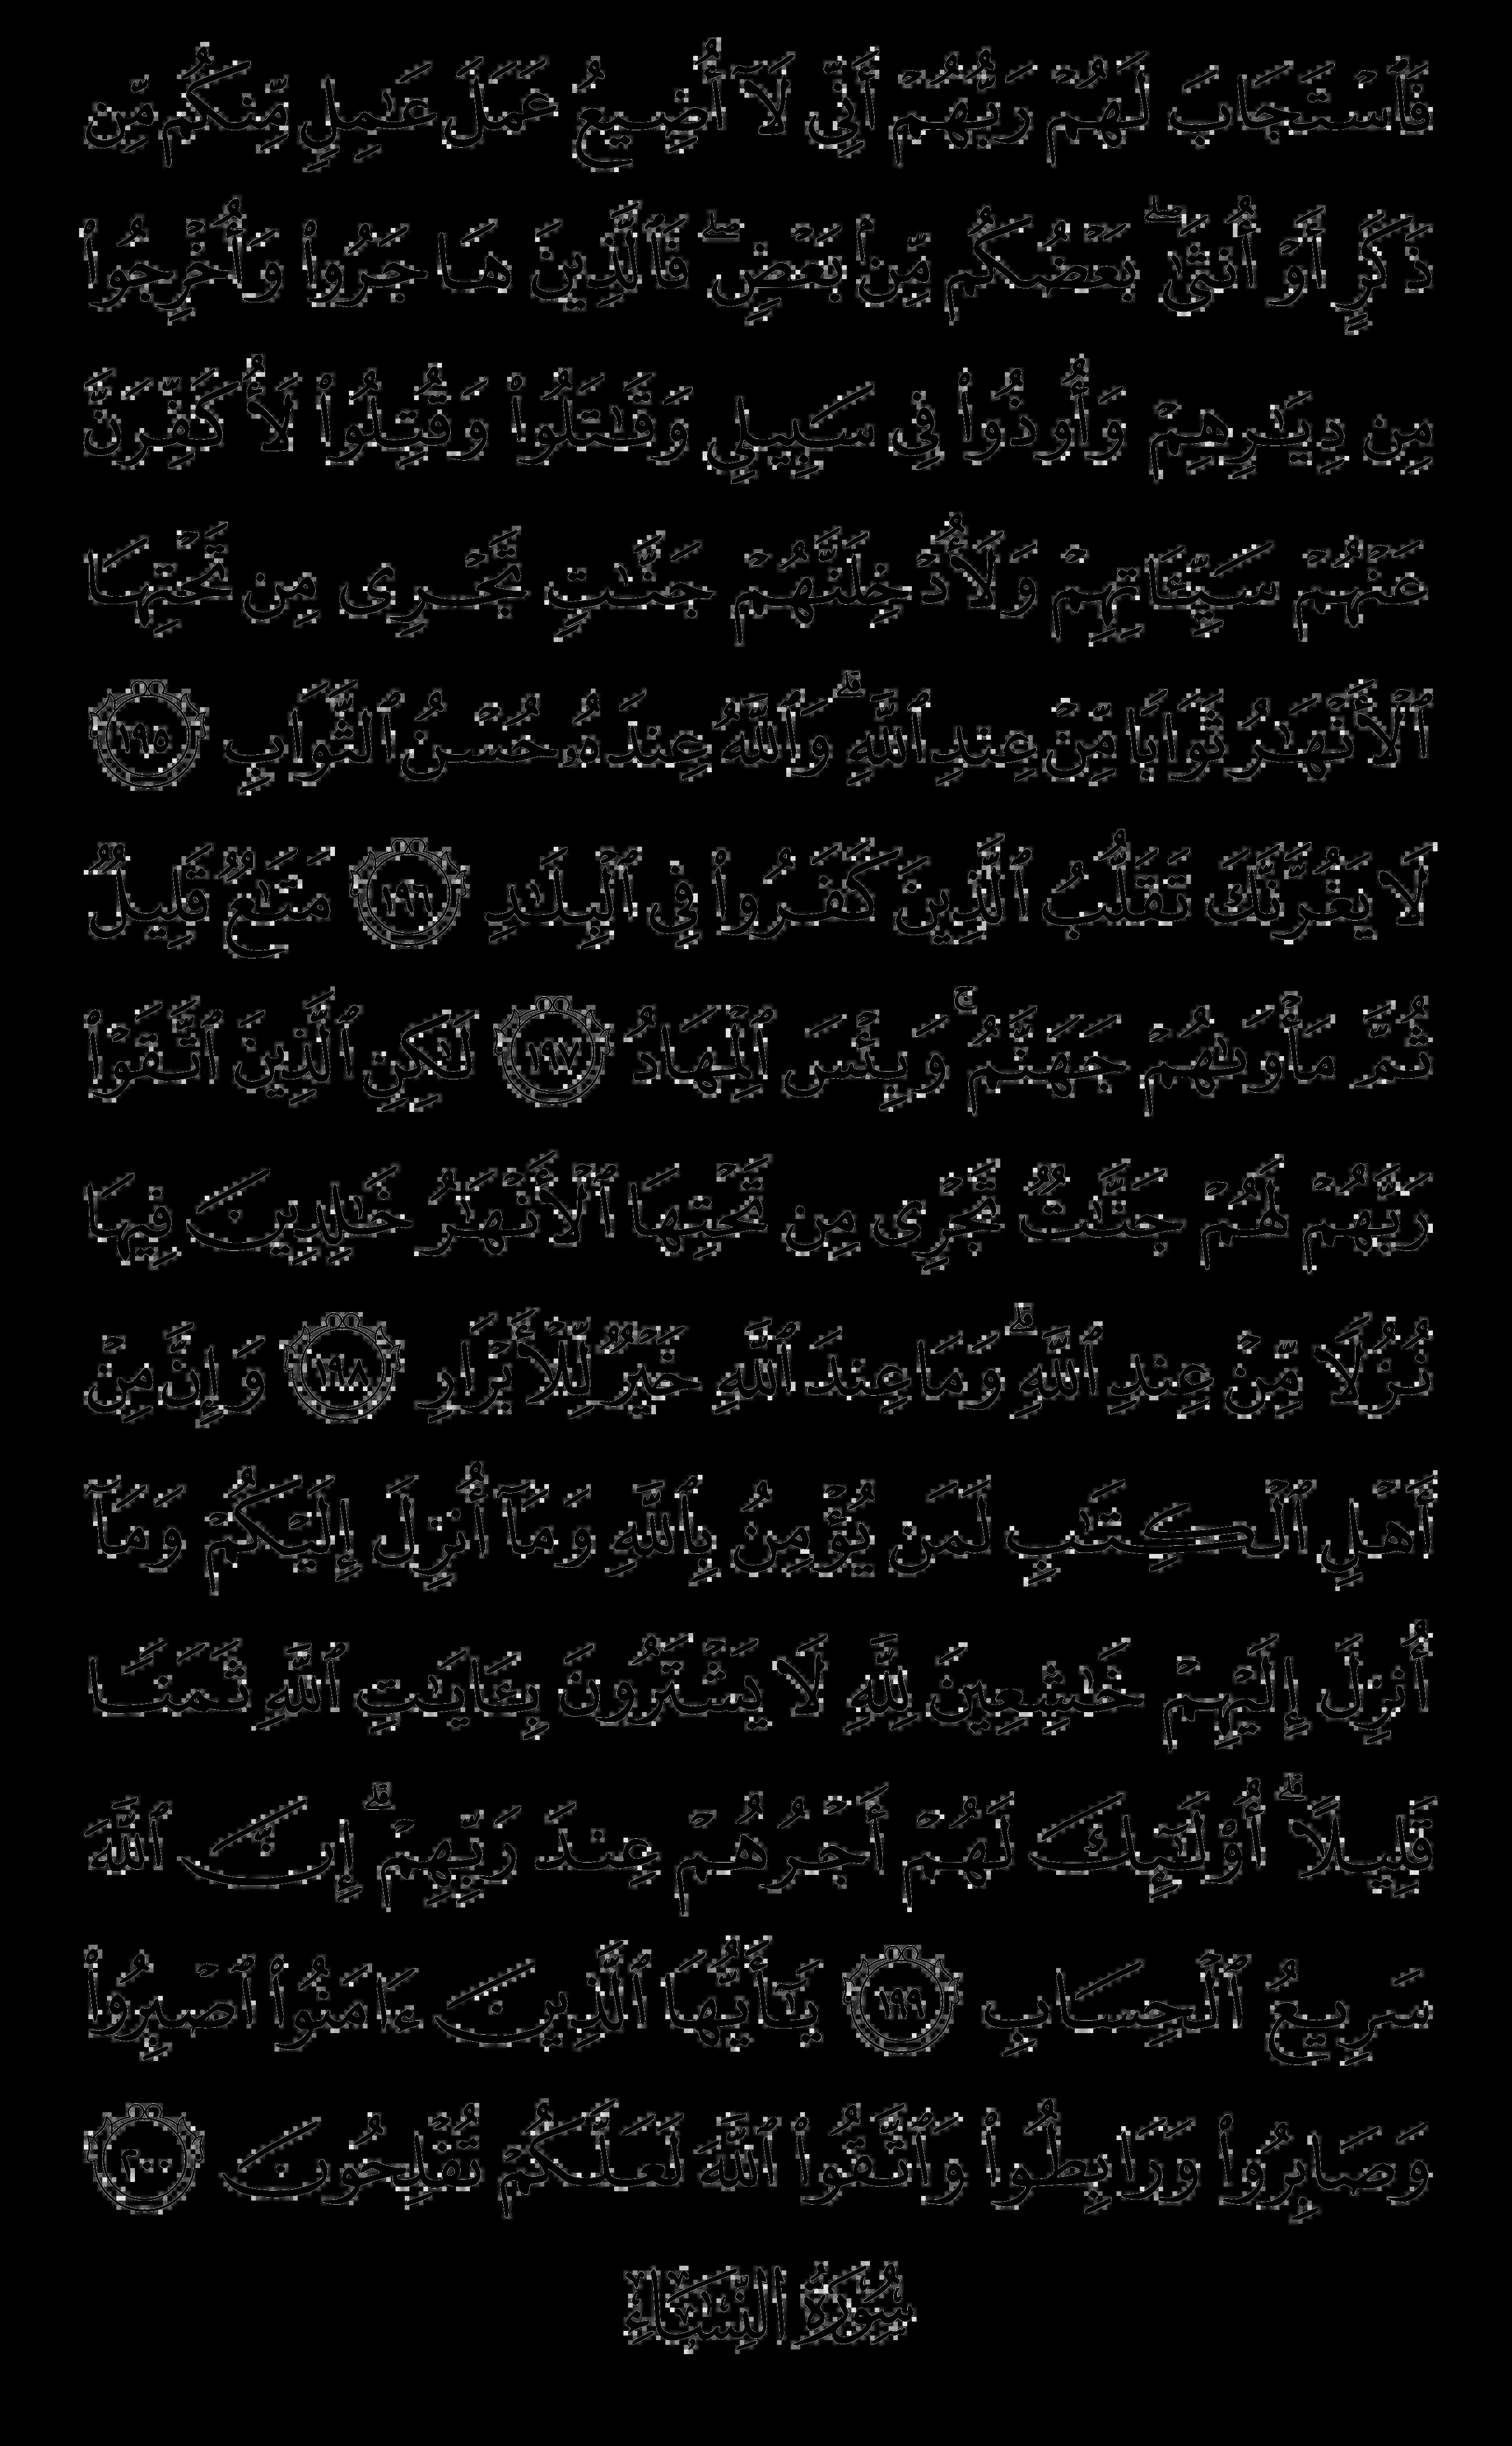 فَٱسْتَجَابَ لَهُمْ رَبُّهُمْ أَنِّي لَآ أُضِيعُ عَمَلَ عَٰمِلٍ مِّنكُم مِّن
ذَكَرٍ أَوْ أُنثَىٰ ۖ بَعْضُكُم مِّنۢ بَعْضٍ ۖ فَٱلَّذِينَ هَاجَرُوا۟ وَأُخْرِجُوا۟
مِن دِيَٰرِهِمْ وَأُوذُوا۟ فِي سَبِيلِي وَقَٰتَلُوا۟ وَقُتِلُوا۟ لَأُكَفِّرَنَّ
عَنْهُمْ سَيِّـَٔاتِهِمْ وَلَأُدْخِلَنَّهُمْ جَنَّٰتٍ تَجْرِى مِن تَحْتِهَا
ٱلْأَنْهَٰرُ ثَوَابًا مِّنْ عِندِ ٱللَّهِ ۗ وَٱللَّهُ عِندَهُۥ حُسْنُ ٱلثَّوَابِ ١٩٥
لَا يَغُرَّنَّكَ تَقَلُّبُ ٱلَّذِينَ كَفَرُوا۟ فِي ٱلْبِلَٰدِ ١٩٦ مَتَٰعٌ قَلِيلٌ
ثُمَّ مَأْوَىٰهُمْ جَهَنَّمُ ۚ وَبِئْسَ ٱلْمِهَادُ ١٩٧ لَٰكِنِ ٱلَّذِينَ ٱتَّقَوْا۟
رَبَّهُمْ لَهُمْ جَنَّٰتٌ تَجْرِى مِن تَحْتِهَا ٱلْأَنْهَٰرُ خَٰلِدِينَ فِيهَا
نُزُلًا مِّنْ عِندِ ٱللَّهِ ۗ وَمَا عِندَ ٱللَّهِ خَيْرٌ لِّلْأَبْرَارِ ١٩٨ وَإِنَّ مِنْ
أَهْلِ ٱلْكِتَٰبِ لَمَن يُؤْمِنُ بِٱللَّهِ وَمَآ أُنزِلَ إِلَيْكُمْ وَمَآ
أُنزِلَ إِلَيْهِمْ خَٰشِعِينَ لِلَّهِ لَا يَشْتَرُونَ بِـَٔايَٰتِ ٱللَّهِ ثَمَنًا
قَلِيلًا ۗ أُو۟لَٰٓئِكَ لَهُمْ أَجْرُهُمْ عِندَ رَبِّهِمْ ۗ إِنَّ ٱللَّهَ
سَرِيعُ ٱلْحِسَابِ ١٩٩ يَٰٓأَيُّهَا ٱلَّذِينَ ءَامَنُوا۟ ٱصْبِرُوا۟
وَصَابِرُوا۟ وَرَابِطُوا۟ وَٱتَّقُوا۟ ٱللَّهَ لَعَلَّكُمْ تُفْلِحُونَ ٢٠٠
سُورَةُ النِّسَاءِ